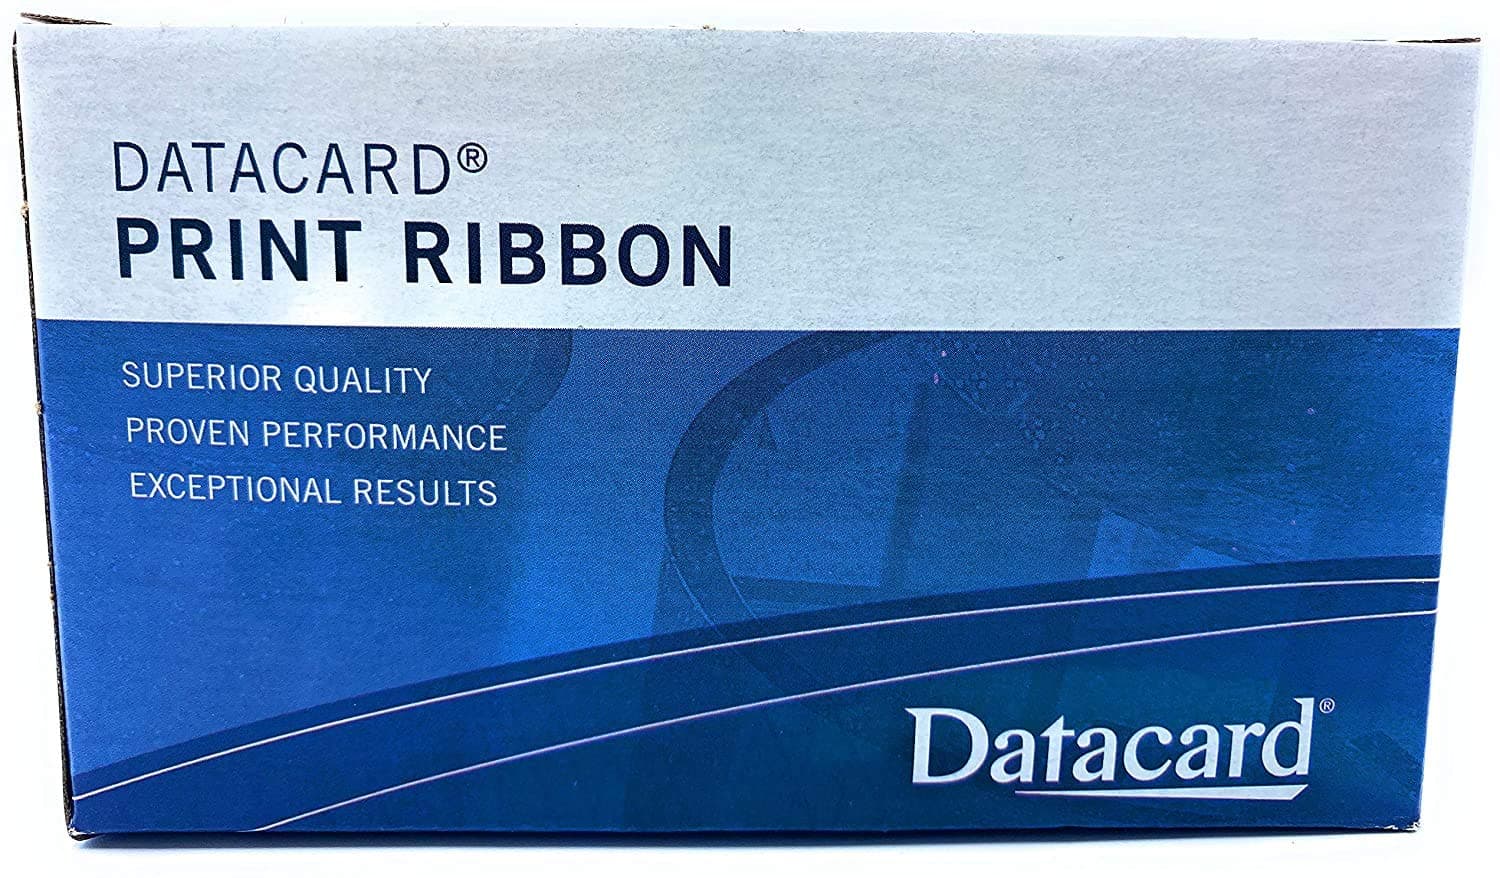 DATACARD®
PRINT RIBBON
SUPERIOR QUALITY
PROVEN PERFORMANCE
EXCEPTIONAL RESULTS
Datacard®